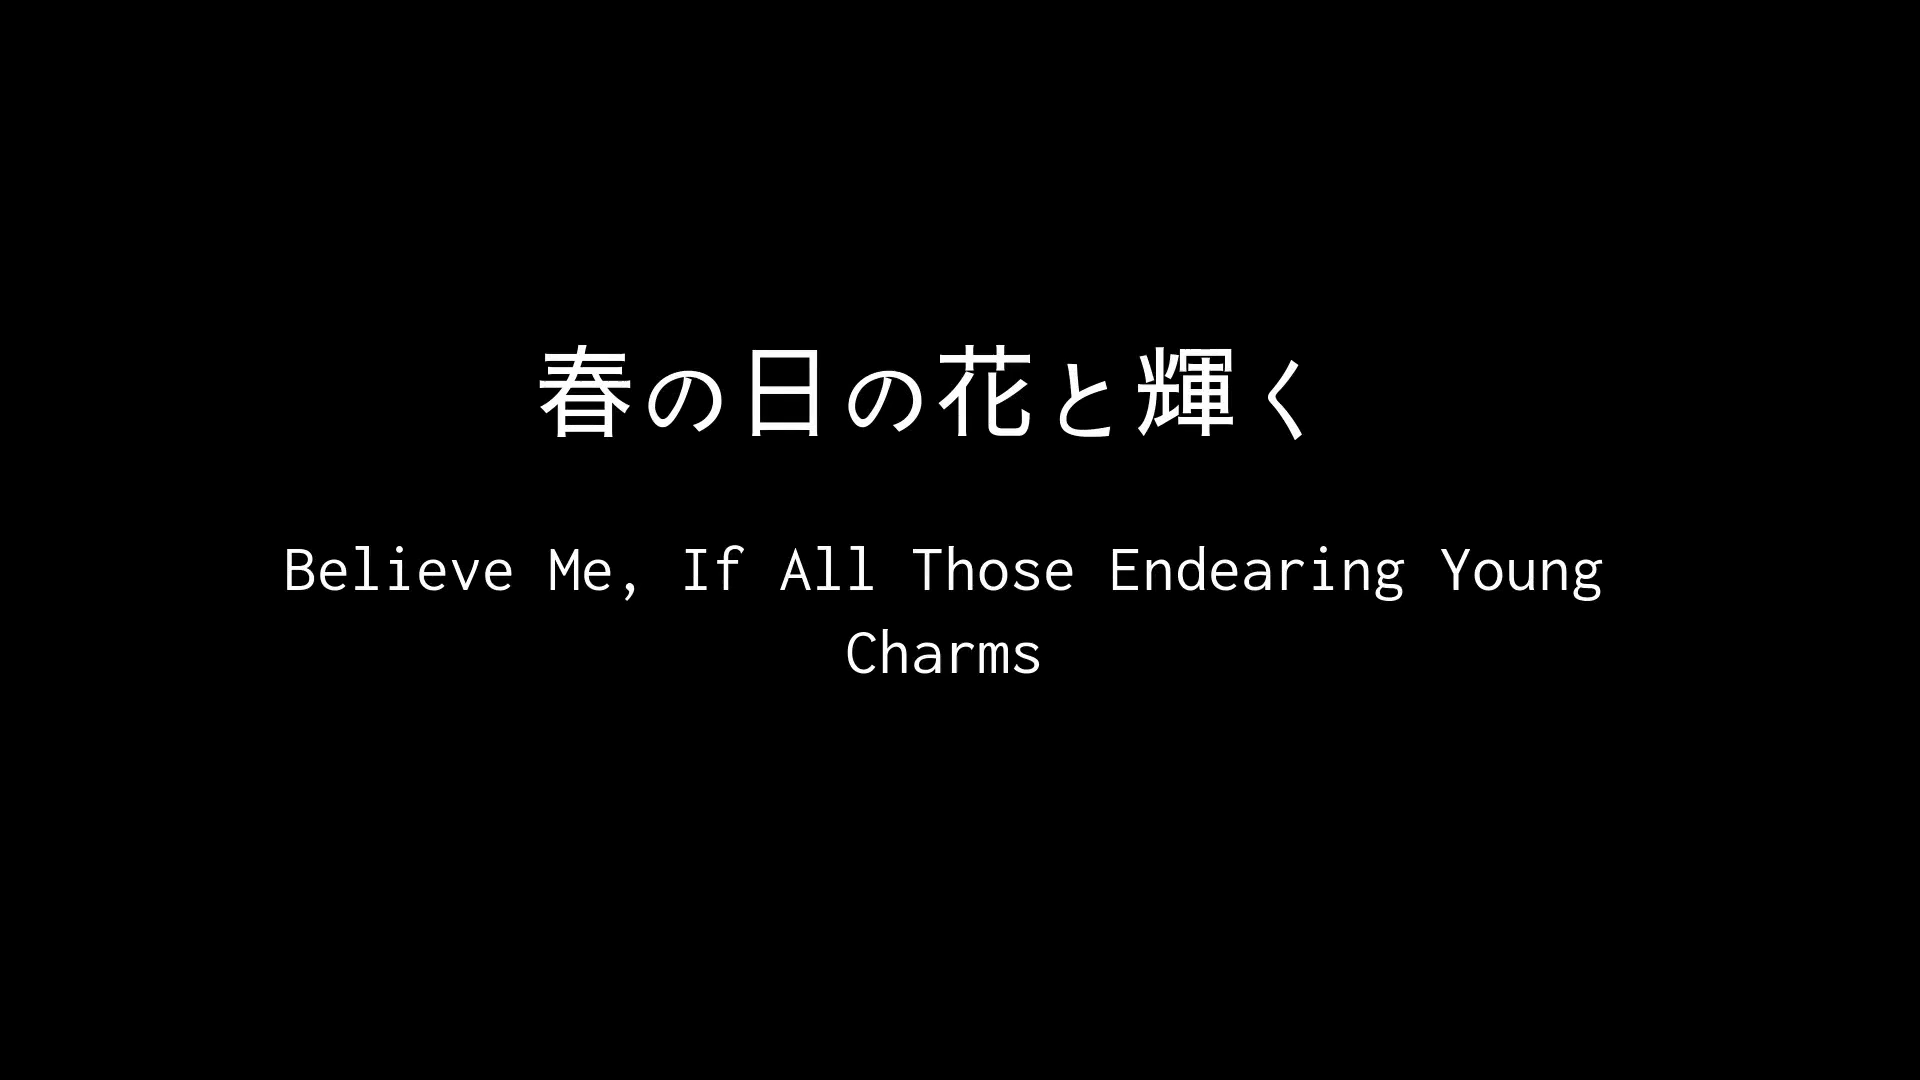 春の日の花と輝く
Believe Me, If All Those Endearing Young
Charms